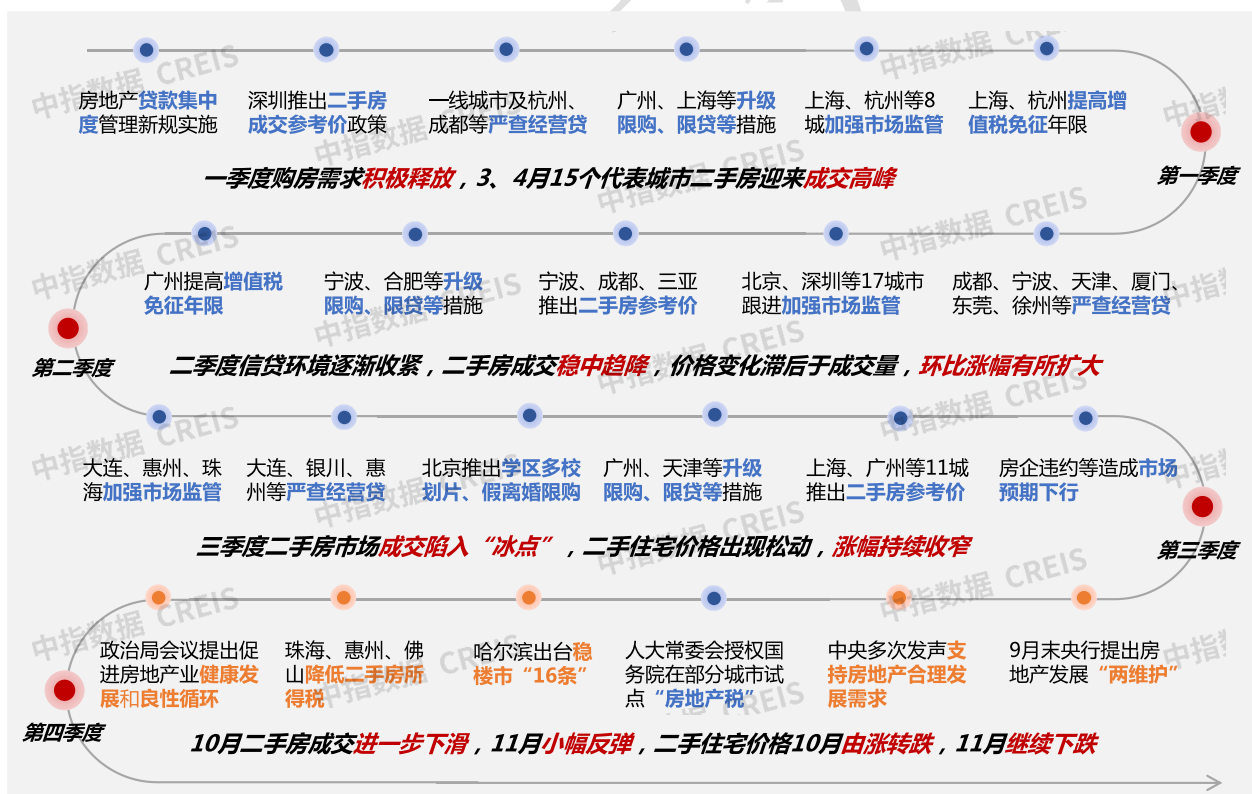 房地产贷款集中
度管理新规实施
深圳推出二手房
成交参考价政策
一线城市及杭州、
成都等严查经营贷
广州、上海等升级
限购、限贷等措施
上海、杭州等8
城加强市场监管
上海、杭州提高增
值税免征年限
一季度购房需求积极释放，3、4月15个代表城市二手房迎来成交高峰
第一季度
广州提高增值税
免征年限
宁波、合肥等升级
限购、限贷等措施
宁波、成都、三亚
推出二手房参考价
北京、深圳等17城市
跟进加强市场监管
成都、宁波、天津、厦门、
东莞、徐州等严查经营贷
第二季度
二季度信贷环境逐渐收紧，二手房成交稳中趋降，价格变化滞后于成交量，环比涨幅有所扩大
大连、惠州、珠
海加强市场监管
大连、银川、惠
州等严查经营贷
北京推出学区多校
划片、假离婚限购
广州、天津等升级
限购、限贷等措施
上海、广州等11城
推出二手房参考价
房企违约等造成市场
预期下行
三季度二手房市场成交陷入“冰点”，二手住宅价格出现松动，涨幅持续收窄
第三季度
政治局会议提出促
进房地产业健康发
展和良性循环
珠海、惠州、佛
山降低二手房所
得税
哈尔滨出台稳
楼市“16条”
人大常委会授权国
务院在部分城市试
点“房地产税”
中央多次发声支
持房地产合理发
展需求
9月末央行提出房
地产发展“两维护”
第四季度
10月二手房成交进一步下滑，11月小幅反弹，二手住宅价格10月由涨转跌，11月继续下跌
中指数据 CREIS